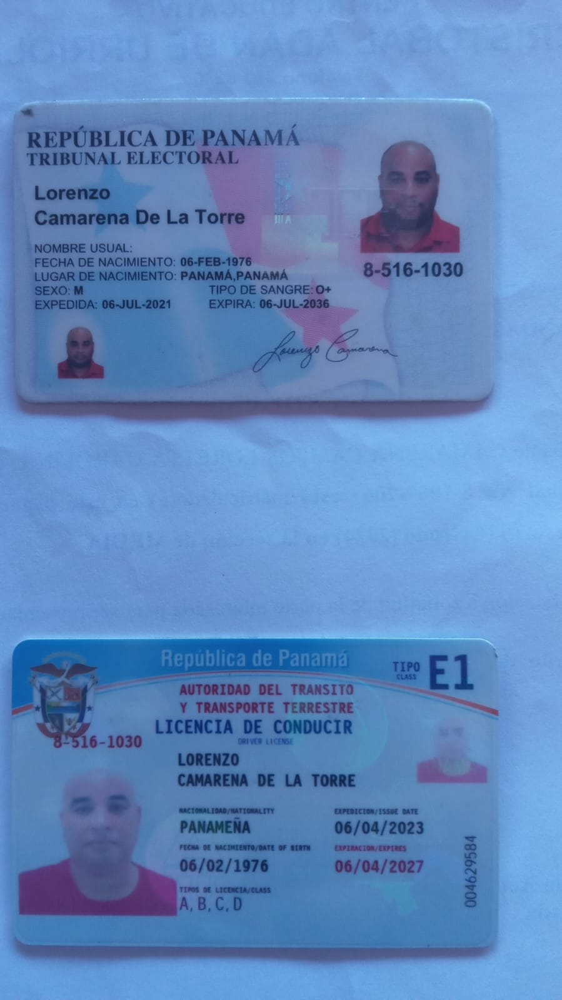 REPÚBLICA DE PANAMÁ
TRIBUNAL ELECTORAL
Lorenzo
Camarena De La Torre
NOMBRE USUAL:
FECHA DE NACIMIENTO: 06-FEB-1976
LUGAR DE NACIMIENTO: PANAMÁ,PANAMÁ
SEXO: M TIPO DE SANGRE: O+
EXPEDIDA: 06-JUL-2021 EXPIRA: 06-JUL-2036
8-516-1030
Lorenzo Camarena
República de Panamá
TIPO
CLASS
E1
AUTORIDAD DEL TRANSITO
Y TRANSPORTE TERRESTRE
LICENCIA DE CONDUCIR
DRIVER LICENSE
8-516-1030
LORENZO
CAMARENA DE LA TORRE
NACIONALIDAD/NATIONALITY EXPEDICION/ISSUE DATE
PANAMEÑA 06/04/2023
FECHA DE NACIMIENTO/DATE OF BIRTH EXPIRACION/EXPIRES
06/02/1976 06/04/2027
TIPOS DE LICENCIA/CLASS
A, B, C, D
004629584